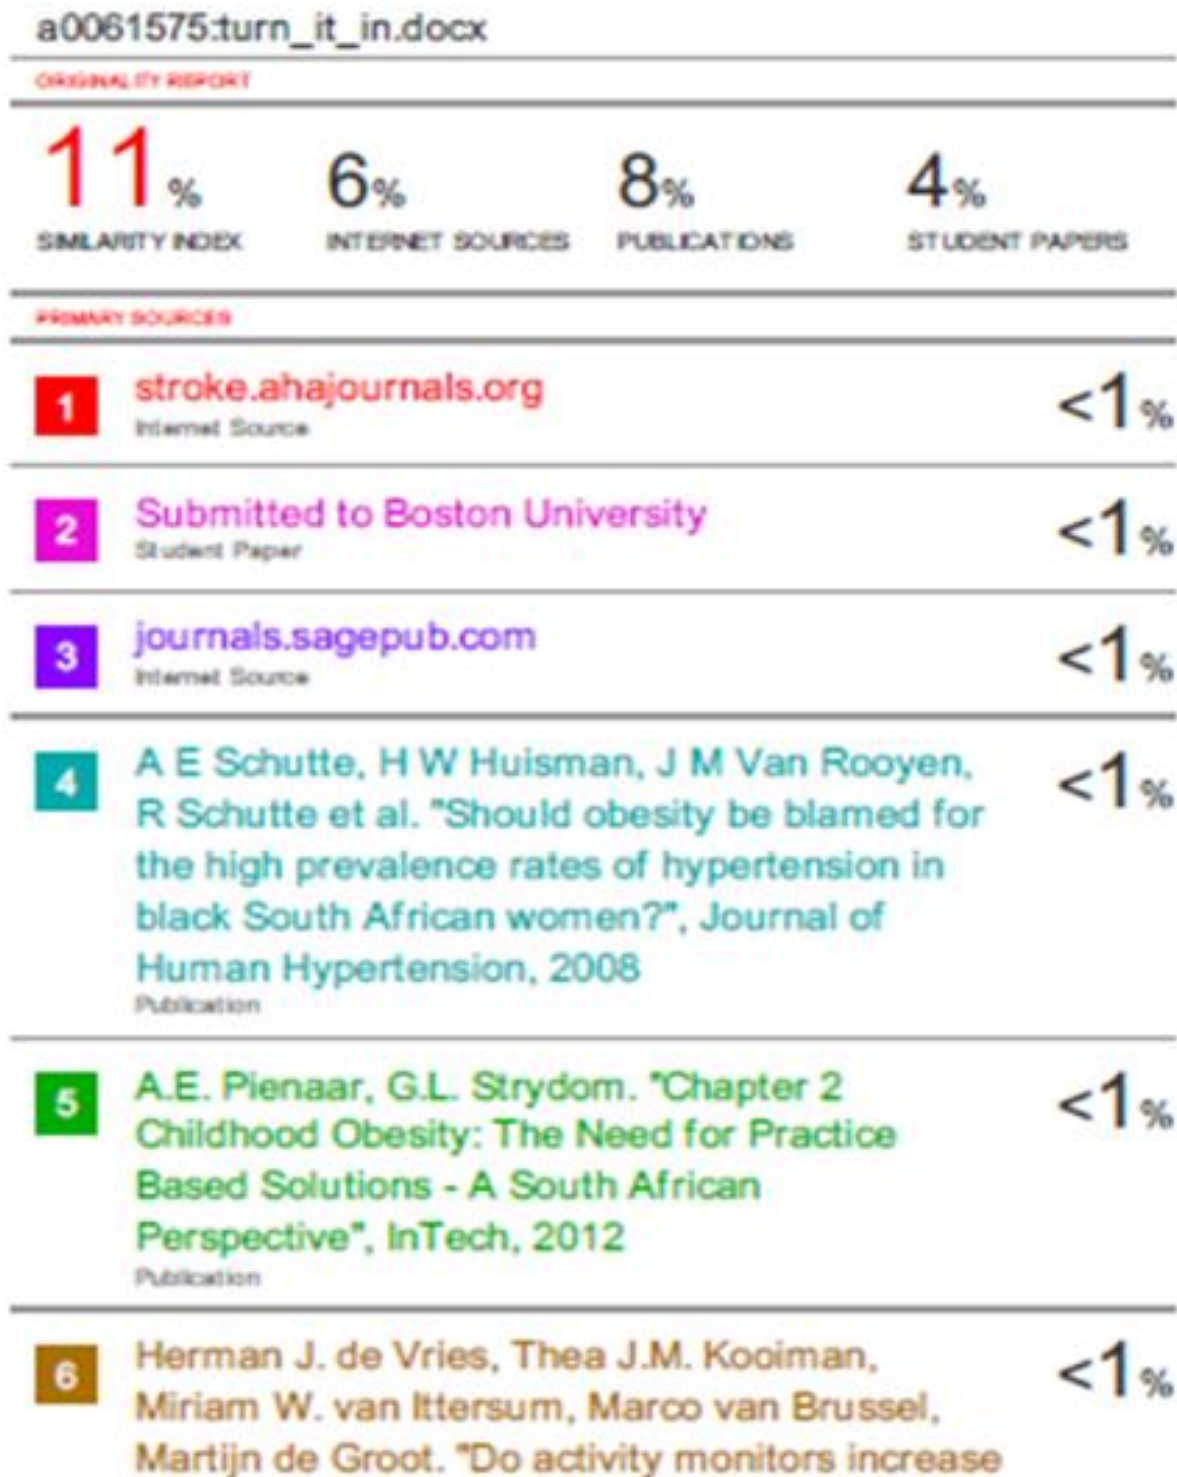 a0061575:turn_it_in.docx
ORIGINALITY REPORT
11% 6% 8% 4%
SIMILARITY INDEX INTERNET SOURCES PUBLICATIONS STUDENT PAPERS
PRIMARY SOURCES
1 stroke.ahajournals.org <1%
Internet Source
2 Submitted to Boston University <1%
Student Paper
3 journals.sagepub.com <1%
Internet Source
4 A E Schutte, H W Huisman, J M Van Rooyen, <1%
R Schutte et al. "Should obesity be blamed for
the high prevalence rates of hypertension in
black South African women?", Journal of
Human Hypertension, 2008
Publication
5 A.E. Pienaar, G.L. Strydom. "Chapter 2 <1%
Childhood Obesity: The Need for Practice
Based Solutions - A South African
Perspective", InTech, 2012
Publication
6 Herman J. de Vries, Thea J.M. Kooiman, <1%
Miriam W. van Ittersum, Marco van Brussel,
Martijn de Groot. "Do activity monitors increase